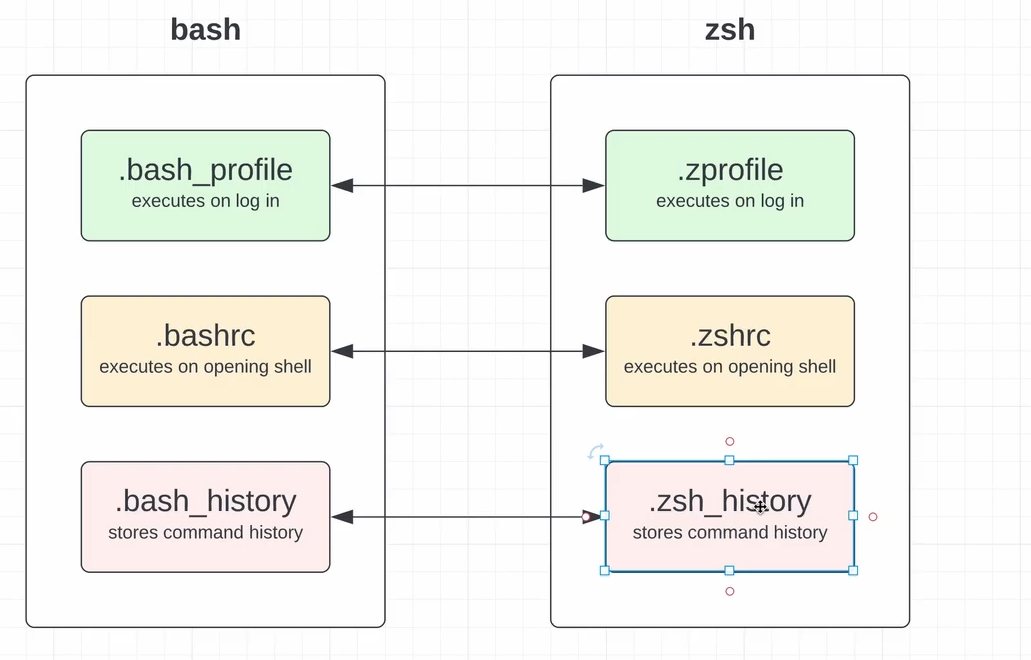 bash
zsh
.bash_profile
executes on log in
.zprofile
executes on log in
.bashrc
executes on opening shell
.zshrc
executes on opening shell
.bash_history
stores command history
.zsh_history
stores command history